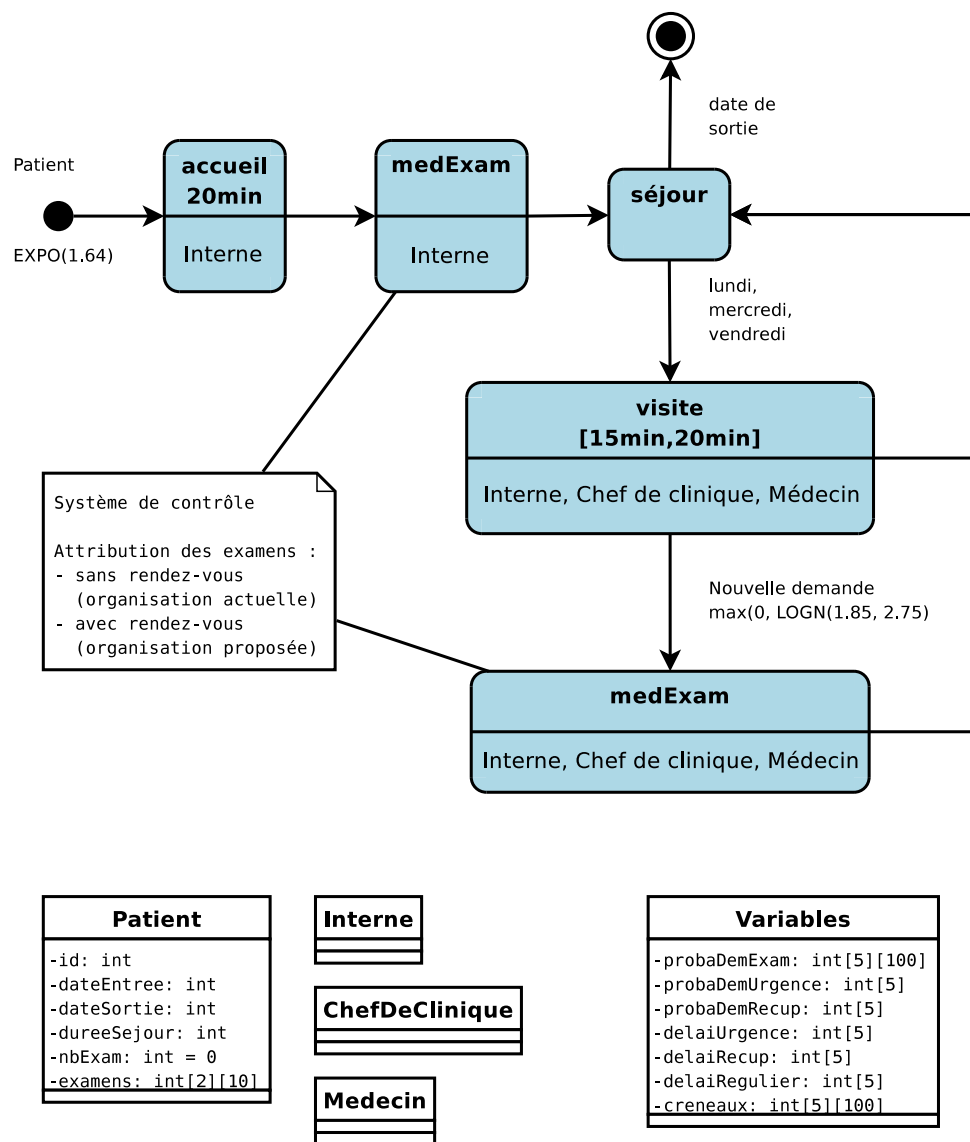 date de
sortie
Patient
EXPO(1.64)
accueil
20min
Interne
medExam
Interne
séjour
lundi,
mercredi,
vendredi
visite
[15min,20min]
Interne, Chef de clinique, Médecin
Système de contrôle
Attribution des examens :
- sans rendez-vous
(organisation actuelle)
- avec rendez-vous
(organisation proposée)
Nouvelle demande
max(0, LOGN(1.85, 2.75)
medExam
Interne, Chef de clinique, Médecin
Patient
-id: int
-dateEntree: int
-dateSortie: int
-dureeSejour: int
-nbExam: int = 0
-examens: int[2][10]
Interne
ChefDeClinique
Medecin
Variables
-probaDemExam: int[5][100]
-probaDemUrgence: int[5]
-probaDemRecup: int[5]
-delaiUrgence: int[5]
-delaiRecup: int[5]
-delaiRegulier: int[5]
-creneaux: int[5][100]